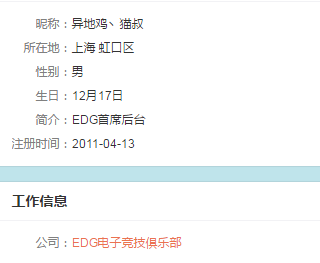 昵称：异地鸡丶猫叔
所在地：上海 虹口区
性别：男
生日：12月17日
简介：EDG首席后台
注册时间：2011-04-13
工作信息
公司：EDG电子竞技俱乐部